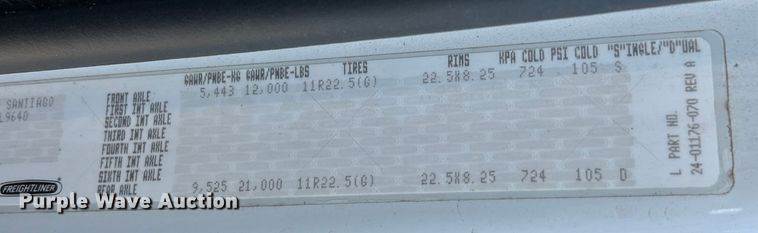 GAWR/PNBE-KG GAWR/PNBE-LBS TIRES RIMS KPA COLD PSI COLD "S"INGLE/"D"UAL
FRONT AXLE 5,443 12,000 11R22.5(G) 22.5X8.25 724 105 S
FIRST INT AXLE
SANTIAGO SECOND INT AXLE
L9640 THIRD INT AXLE
FOURTH INT AXLE
FIFTH INT AXLE
SIXTH INT AXLE
REAR AXLE 9,525 21,000 11R22.5(G) 22.5X8.25 724 105 D
L PART NO.
24-01176-070 REV A
FREIGHTLINER
Purple Wave Auction